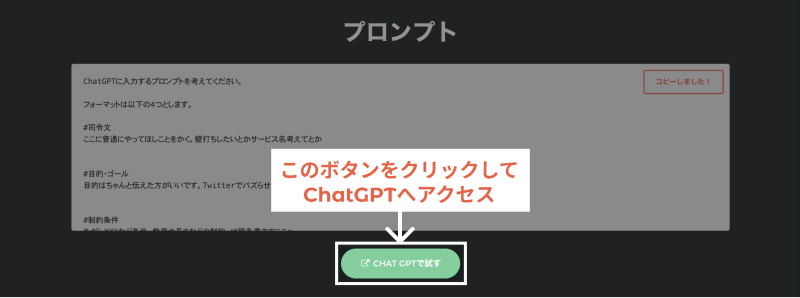 プロンプト
ChatGPTに入力するプロンプトを考えてください。
コピーしました！
フォーマットは以下の4つとします。
#司令文
ここに普通にやってほしことをかく。壁打ちしたいとかサービス名考えてとか
#目的・ゴール
目的はちゃんと伝えた方がいいです。Twitterでバズらせ
このボタンをクリックして
ChatGPTへアクセス
#制約条件
CHAT GPTで試す